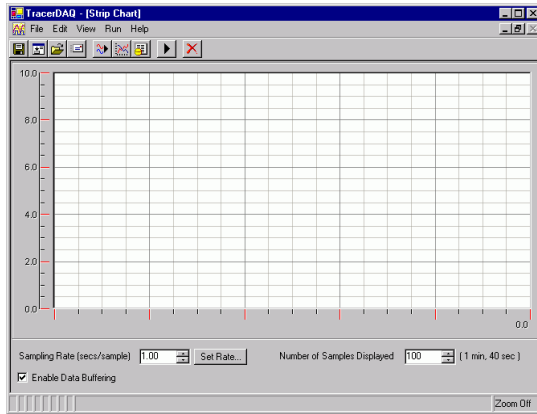 TracerDAQ - [Strip Chart]
File Edit View Run Help
10.0
8.0
6.0
4.0
2.0
0.0
0.0
Sampling Rate (secs/sample) 1.00 Set Rate... Number of Samples Displayed 100 ( 1 min, 40 sec )
Enable Data Buffering
Zoom Off